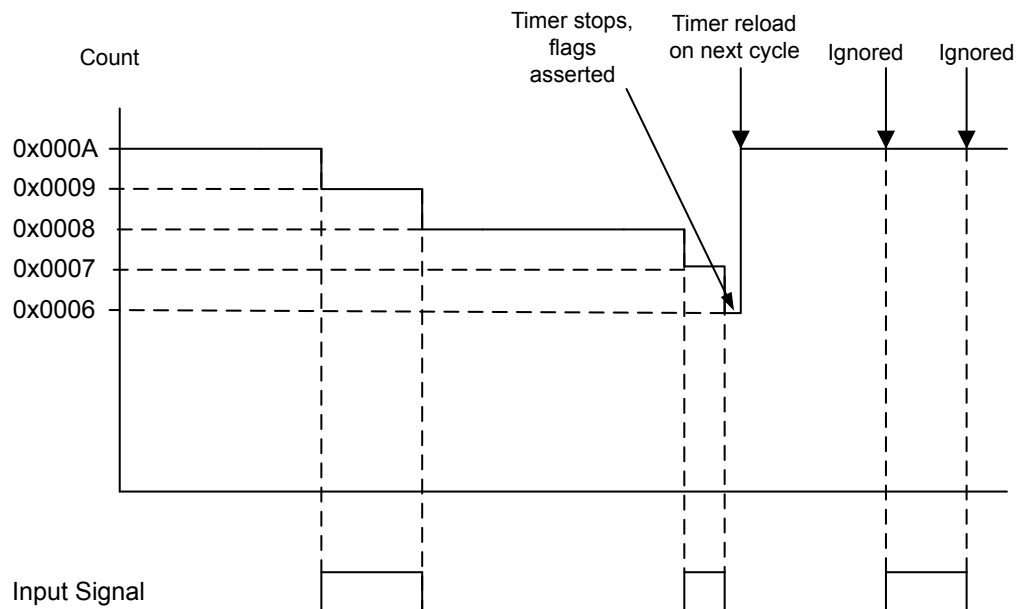 Timer stops,
flags
asserted
Timer reload
on next cycle
Ignored
Ignored
Count
0x000A
0x0009
0x0008
0x0007
0x0006
Input Signal